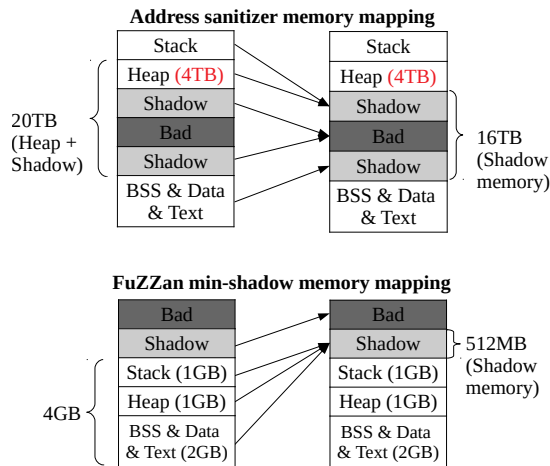 Address sanitizer memory mapping
Stack
Heap (4TB)
Shadow
Bad
Shadow
BSS & Data
& Text
20TB
(Heap +
Shadow)
Stack
Heap (4TB)
Shadow
Bad
Shadow
BSS & Data
& Text
16TB
(Shadow
memory)
FuZZan min-shadow memory mapping
Bad
Shadow
Stack (1GB)
Heap (1GB)
BSS & Data
& Text (2GB)
4GB
Bad
Shadow
Stack (1GB)
Heap (1GB)
BSS & Data
& Text (2GB)
512MB
(Shadow
memory)